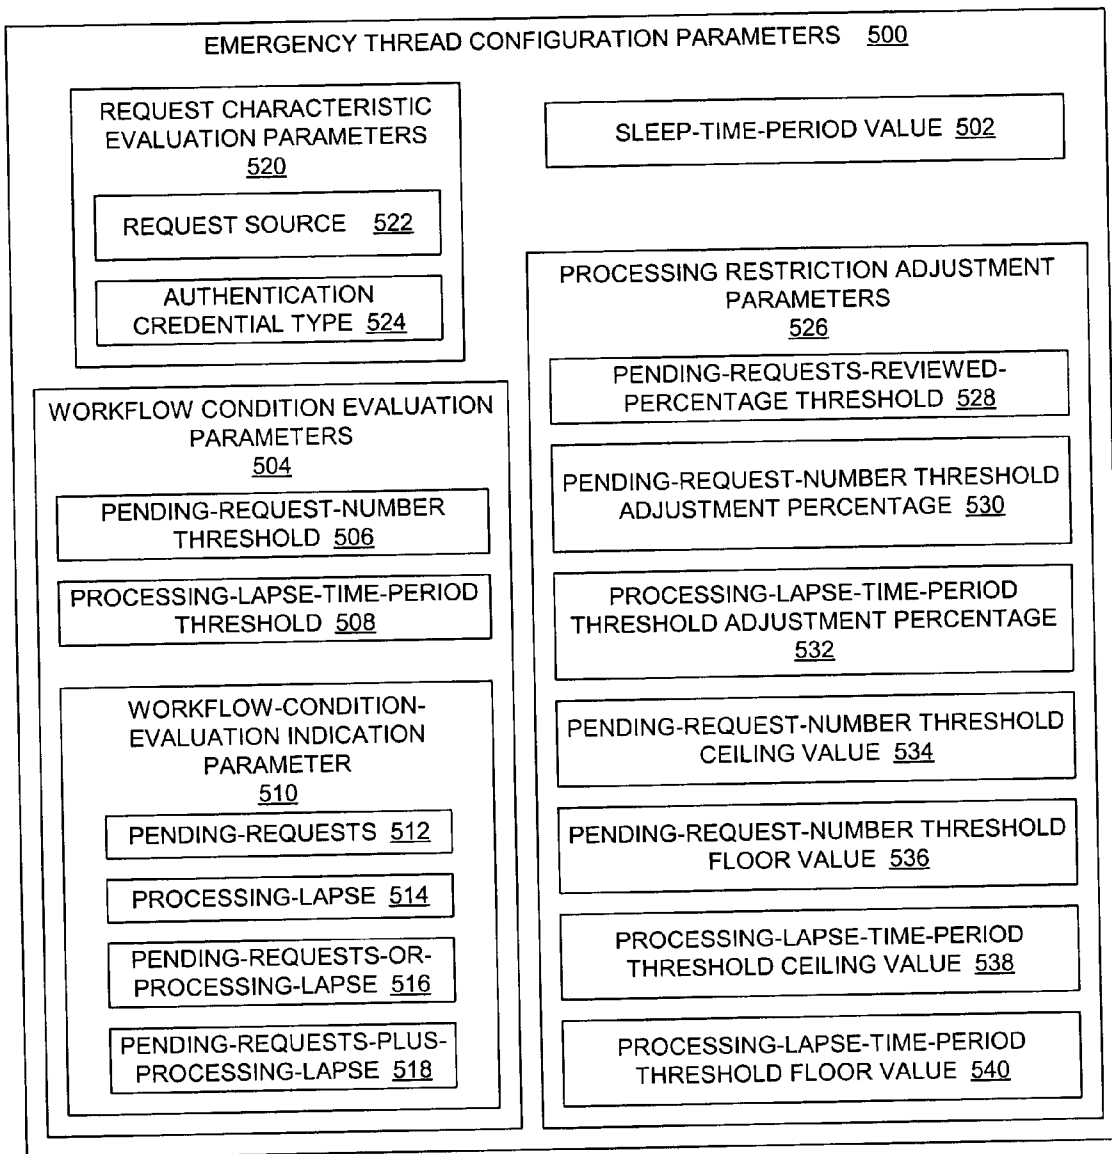 EMERGENCY THREAD CONFIGURATION PARAMETERS 500
REQUEST CHARACTERISTIC
EVALUATION PARAMETERS
520
REQUEST SOURCE 522
AUTHENTICATION
CREDENTIAL TYPE 524
SLEEP-TIME-PERIOD VALUE 502
WORKFLOW CONDITION EVALUATION
PARAMETERS
504
PENDING-REQUEST-NUMBER
THRESHOLD 506
PROCESSING-LAPSE-TIME-PERIOD
THRESHOLD 508
WORKFLOW-CONDITION-
EVALUATION INDICATION
PARAMETER
510
PENDING-REQUESTS 512
PROCESSING-LAPSE 514
PENDING-REQUESTS-OR-
PROCESSING-LAPSE 516
PENDING-REQUESTS-PLUS-
PROCESSING-LAPSE 518
PROCESSING RESTRICTION ADJUSTMENT
PARAMETERS
526
PENDING-REQUESTS-REVIEWED-
PERCENTAGE THRESHOLD 528
PENDING-REQUEST-NUMBER THRESHOLD
ADJUSTMENT PERCENTAGE 530
PROCESSING-LAPSE-TIME-PERIOD
THRESHOLD ADJUSTMENT PERCENTAGE
532
PENDING-REQUEST-NUMBER THRESHOLD
CEILING VALUE 534
PENDING-REQUEST-NUMBER THRESHOLD
FLOOR VALUE 536
PROCESSING-LAPSE-TIME-PERIOD
THRESHOLD CEILING VALUE 538
PROCESSING-LAPSE-TIME-PERIOD
THRESHOLD FLOOR VALUE 540